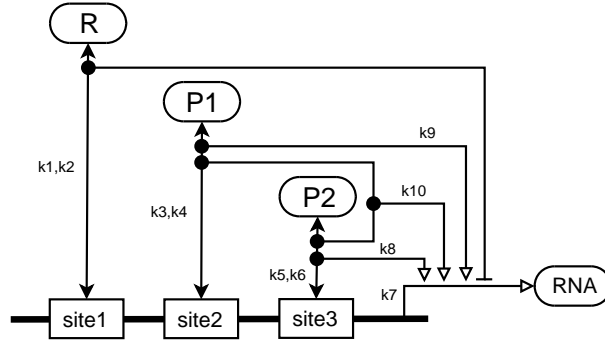 R
P1
k9
k1,k2
k10
P2
k3,k4
k8
k5,k6
RNA
k7
site1
site2
site3